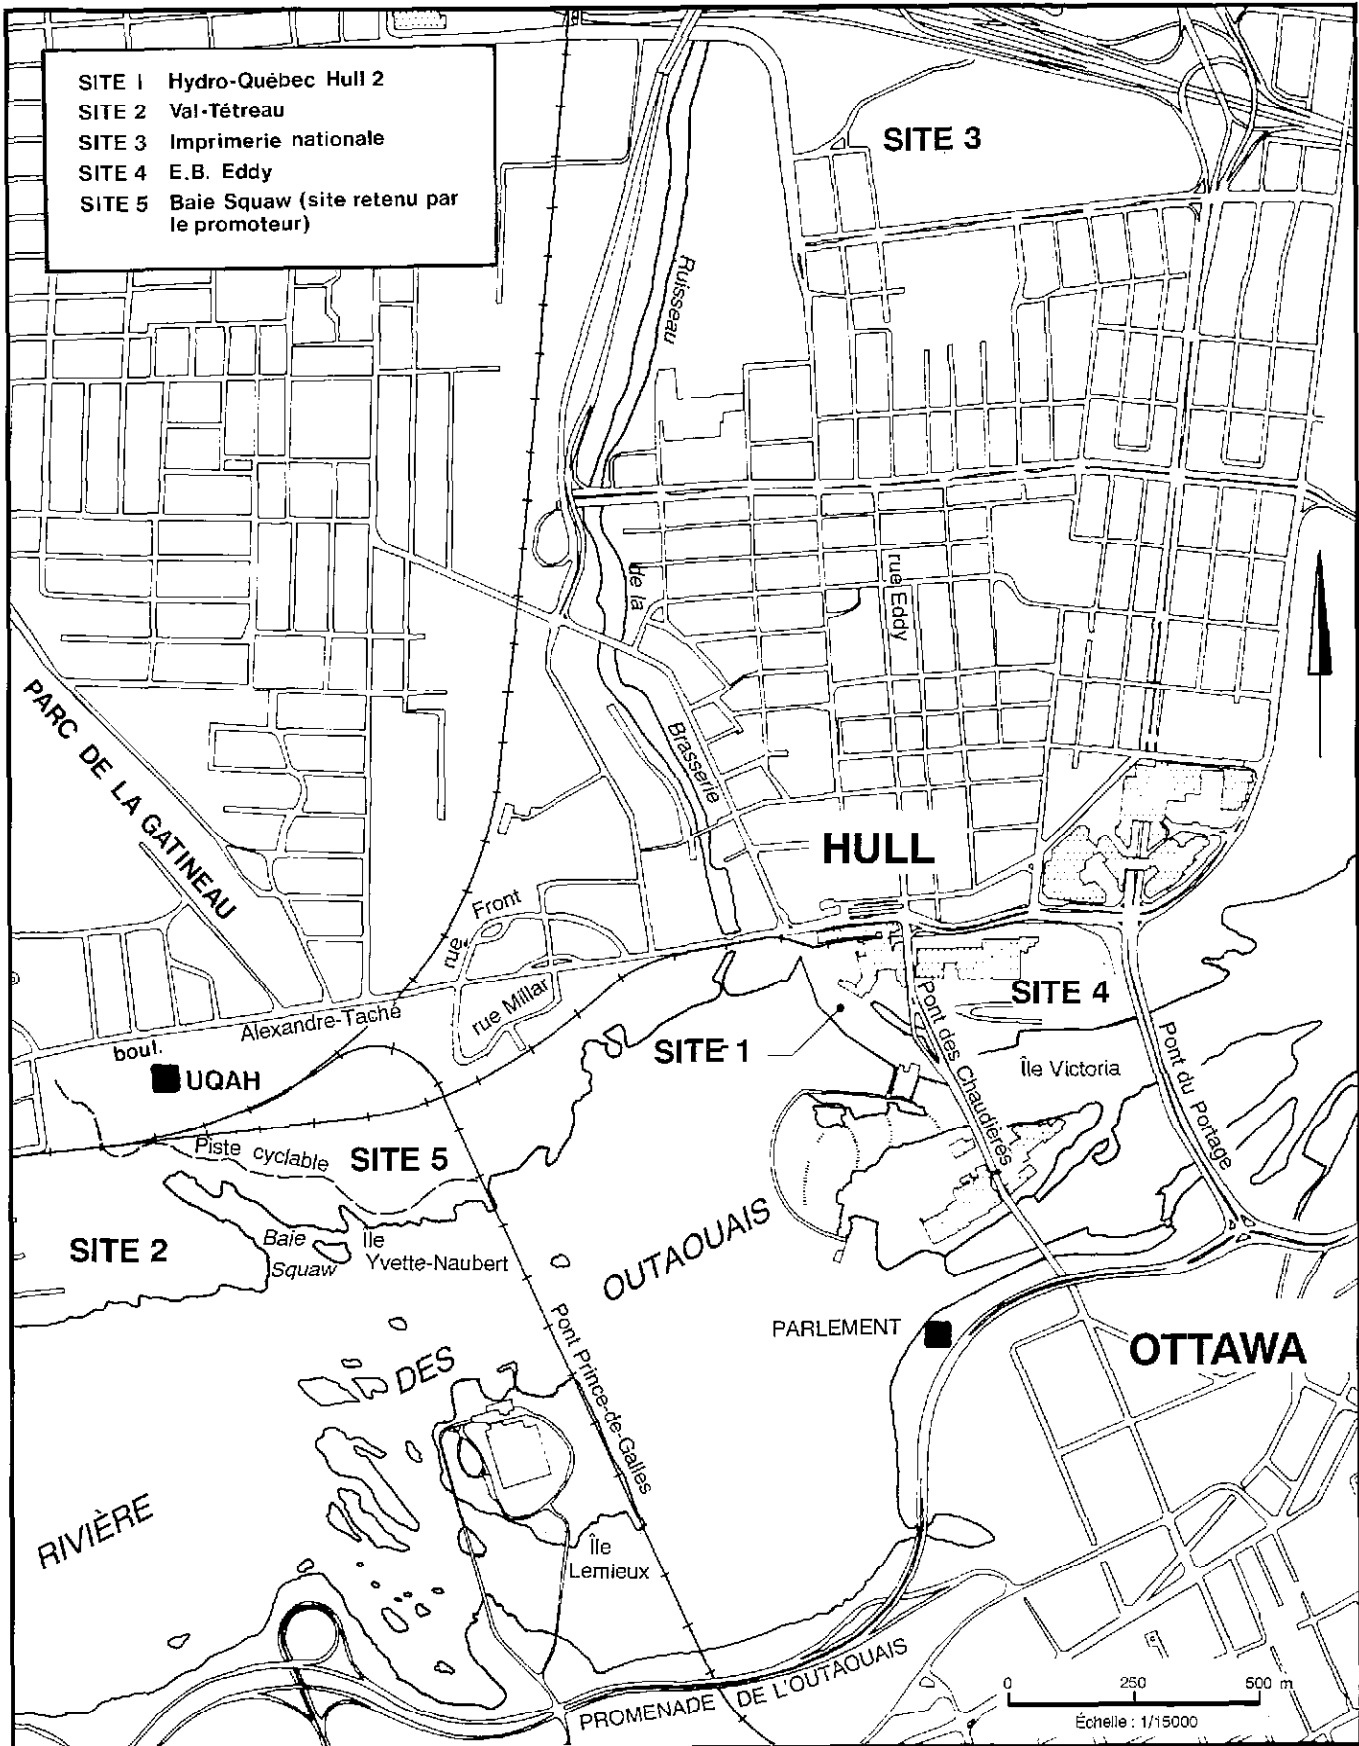 SITE 1 Hydro-Québec Hull 2
SITE 2 Val-Tétreau
SITE 3 Imprimerie nationale
SITE 4 E.B. Eddy
SITE 5 Baie Squaw (site retenu par
le promoteur)
SITE 3
Ruisseau
de la
Brasserie
rue Eddy
PARC DE LA GATINEAU
HULL
rue Front
rue Millar
boul. Alexandre-Taché
UQAH
SITE 1
SITE 4
Pont des Chaudières
Île Victoria
Pont du Portage
Piste cyclable
SITE 5
SITE 2
Baie
Squaw
Île
Yvette-Naubert
RIVIÈRE DES OUTAOUAIS
Pont Prince-de-Galles
PARLEMENT
OTTAWA
Île
Lemieux
PROMENADE DE L'OUTAOUAIS
0 250 500 m
Échelle : 1/15000